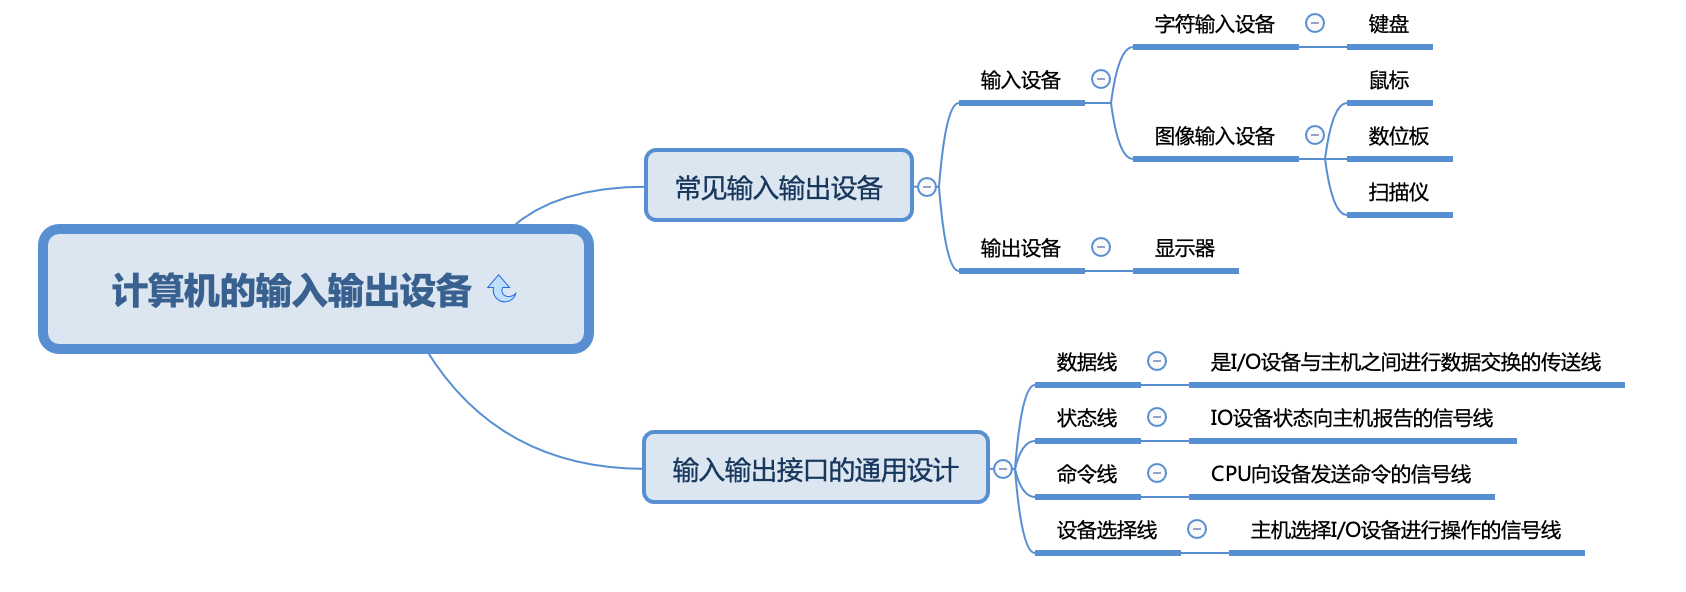 计算机的输入输出设备
常见输入输出设备
输入设备
字符输入设备
键盘
图像输入设备
鼠标
数位板
扫描仪
输出设备
显示器
输入输出接口的通用设计
数据线
是I/O设备与主机之间进行数据交换的传送线
状态线
IO设备状态向主机报告的信号线
命令线
CPU向设备发送命令的信号线
设备选择线
主机选择I/O设备进行操作的信号线